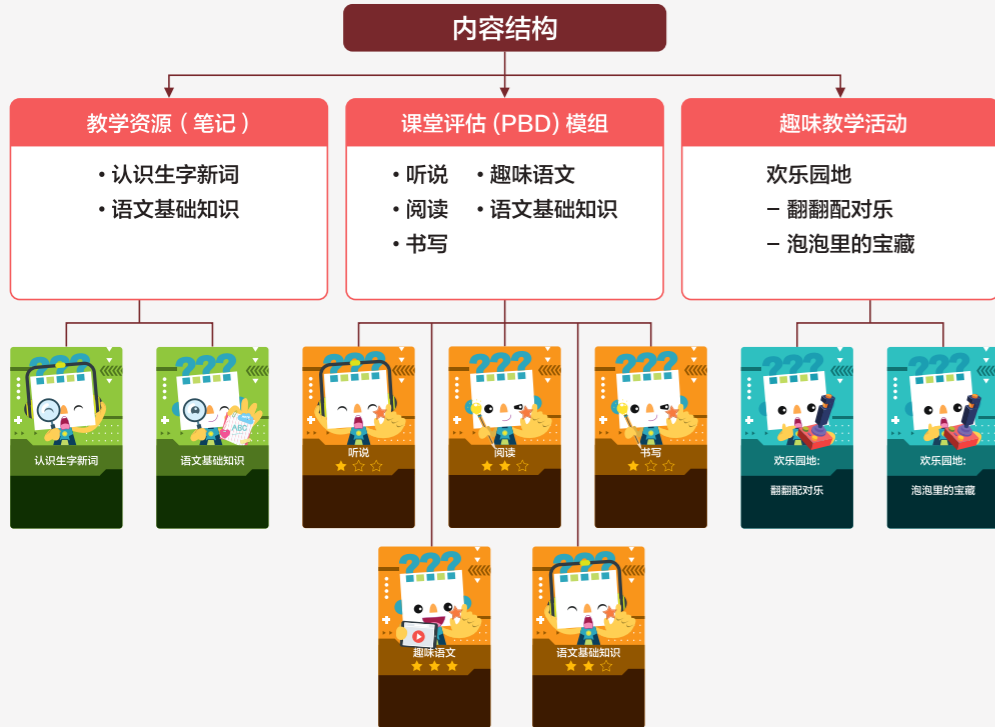 内容结构
教学资源（笔记）
• 认识生字新词
• 语文基础知识
课堂评估 (PBD) 模组
• 听说 • 趣味语文
• 阅读 • 语文基础知识
• 书写
趣味教学活动
欢乐园地
– 翻翻配对乐
– 泡泡里的宝藏
???
认识生字新词
???
ABC
语文基础知识
???
听说
???
阅读
???
书写
???
欢乐园地:
翻翻配对乐
???
欢乐园地:
泡泡里的宝藏
???
趣味语文
???
语文基础知识